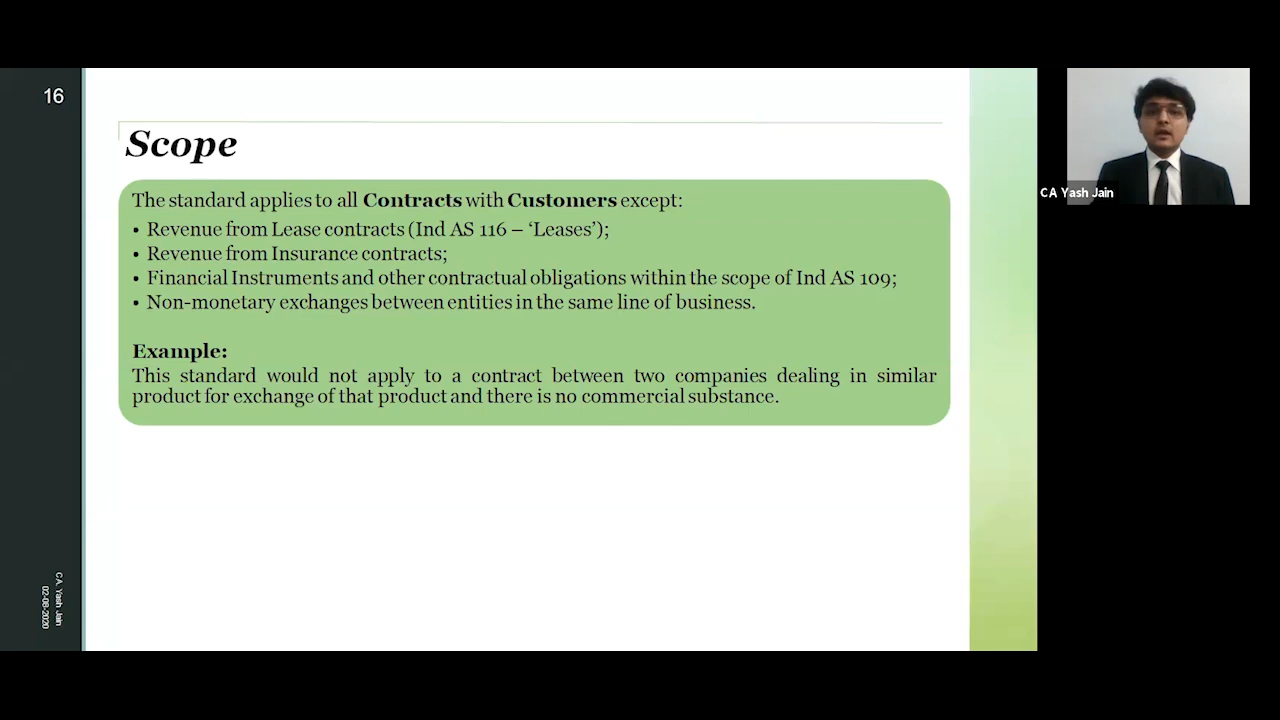 16
Scope
The standard applies to all Contracts with Customers except:
• Revenue from Lease contracts (Ind AS 116 – ‘Leases’);
• Revenue from Insurance contracts;
• Financial Instruments and other contractual obligations within the scope of Ind AS 109;
• Non-monetary exchanges between entities in the same line of business.
Example:
This standard would not apply to a contract between two companies dealing in similar
product for exchange of that product and there is no commercial substance.
CA Yash Jain
C.A. Yash Jain
02-08-2020